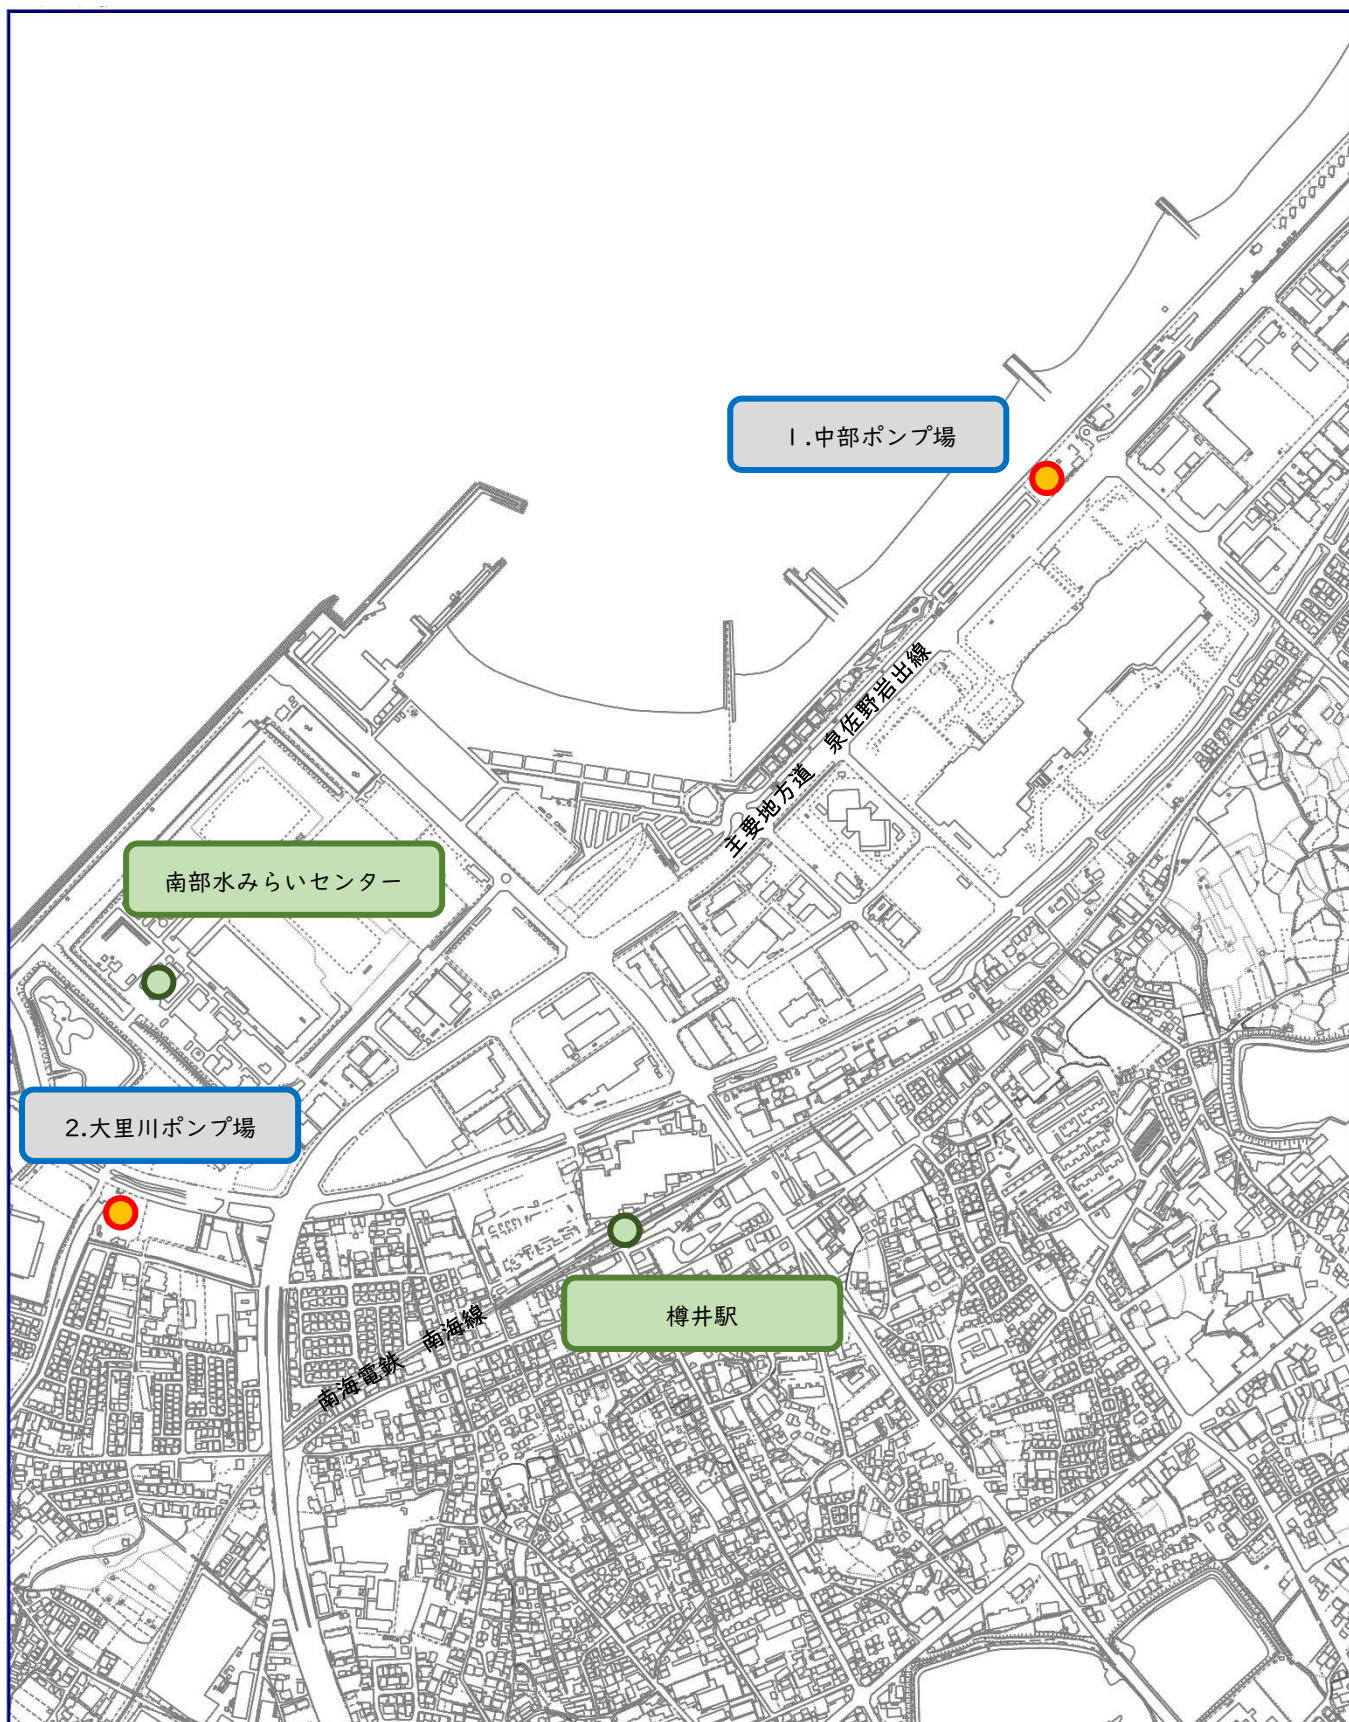 1.中部ポンプ場
主要地方道　泉佐野岩出線
南部水みらいセンター
2.大里川ポンプ場
樽井駅
南海電鉄　南海線